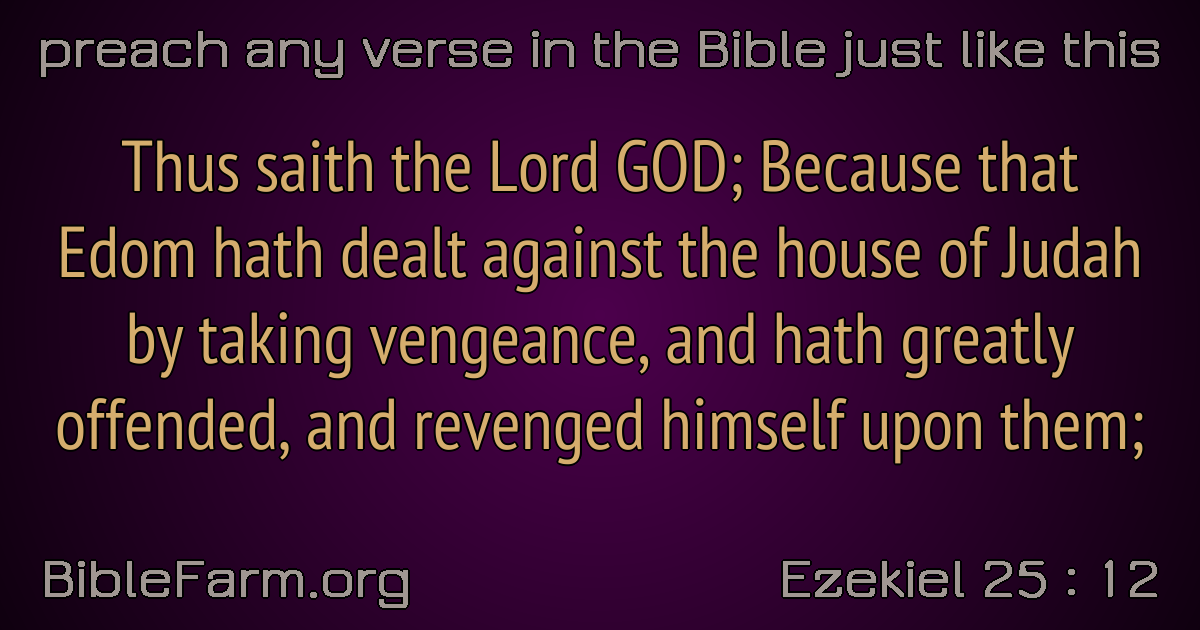 preach any verse in the Bible just like this
Thus saith the Lord GOD; Because that
Edom hath dealt against the house of Judah
by taking vengeance, and hath greatly
offended, and revenged himself upon them;
BibleFarm.org
Ezekiel 25 : 12